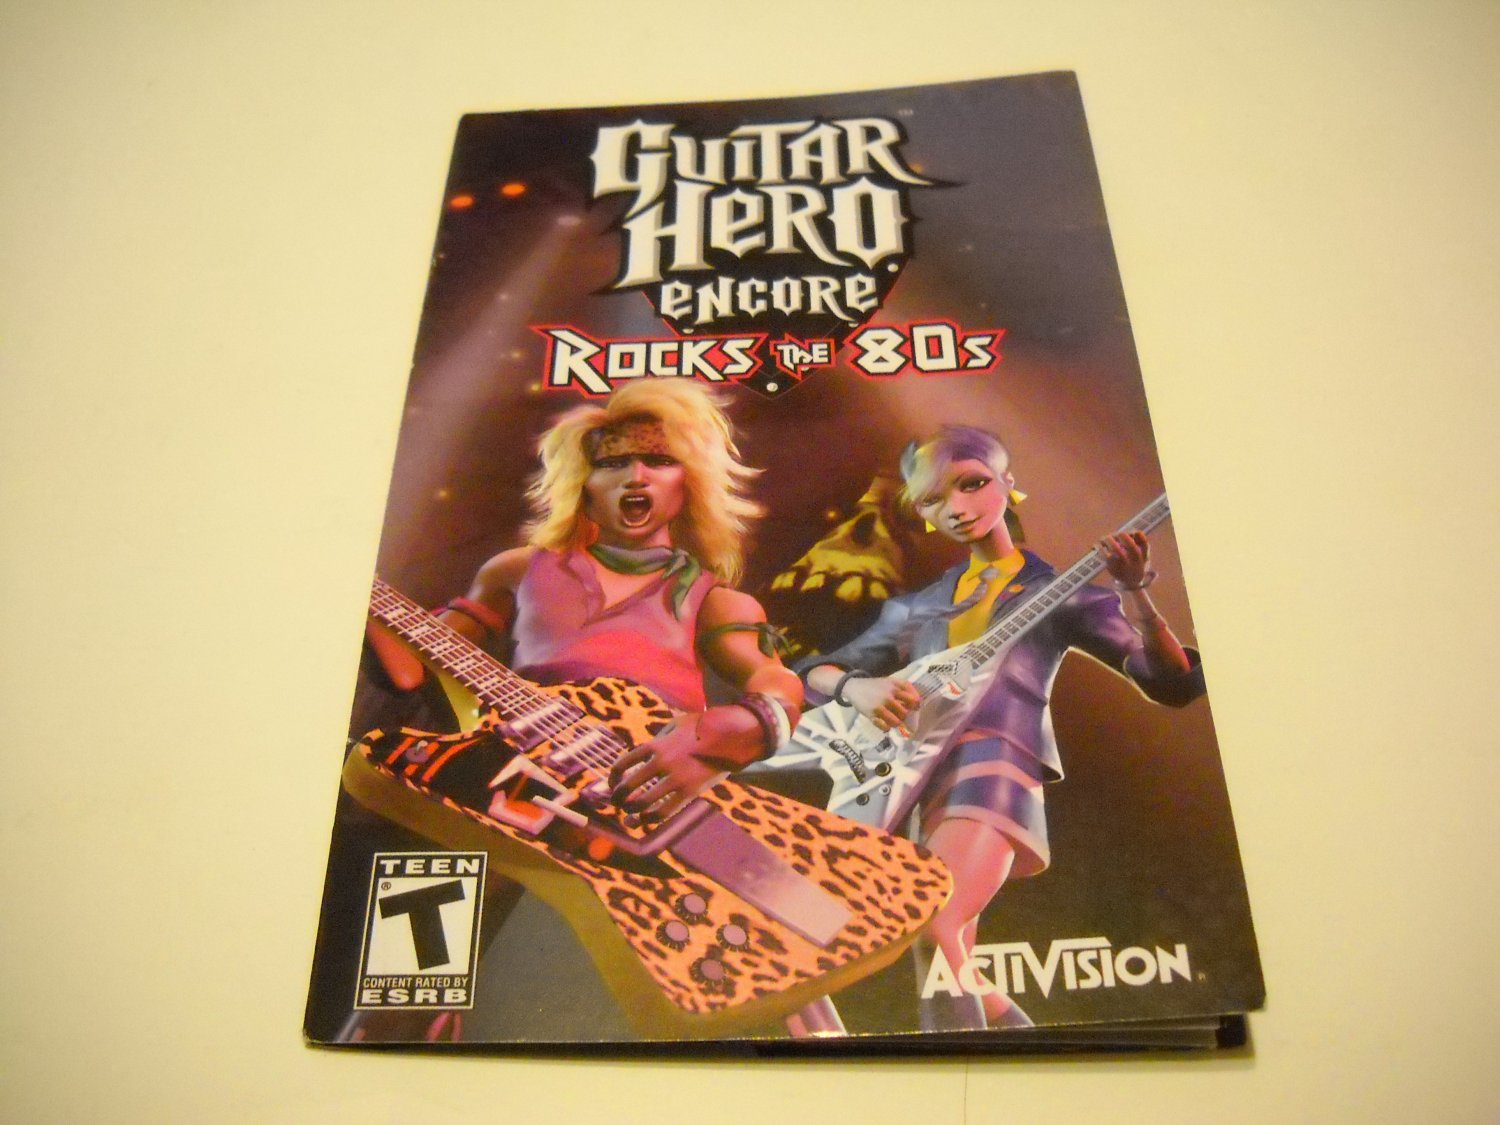 GUITAR
HERO
ENCORE
ROCKS THE 80s
TEEN
T
CONTENT RATED BY
ESRB
ACTIVISION